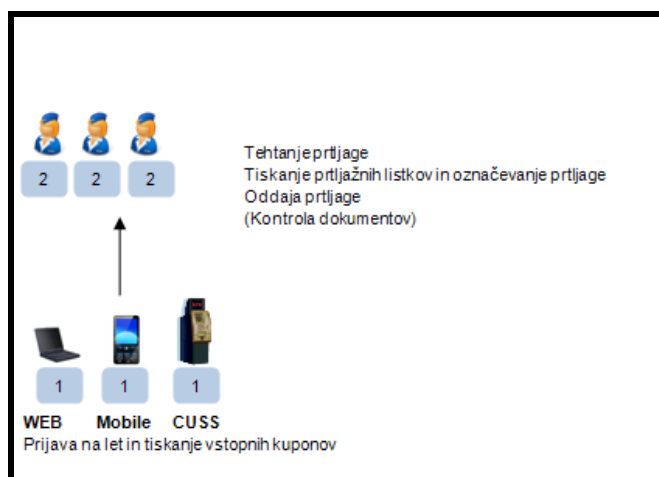 2 2 2
Tehtanje prtljage
Tiskanje prtljažnih listkov in označevanje prtljage
Oddaja prtljage
(Kontrola dokumentov)
1 1 1
WEB Mobile CUSS
Prijava na let in tiskanje vstopnih kuponov